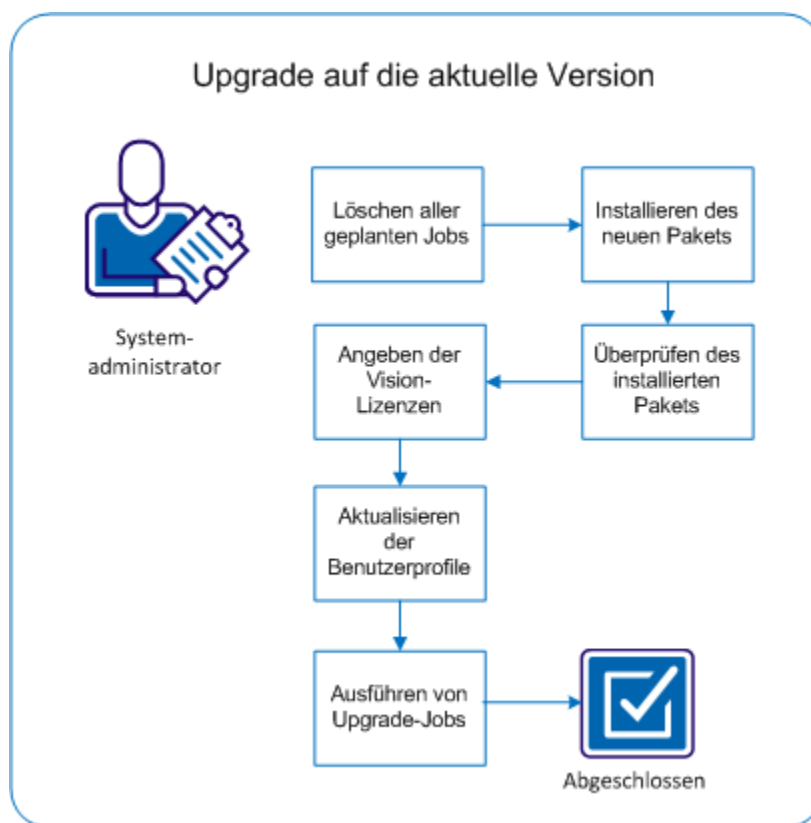 Upgrade auf die aktuelle Version
System-
administrator
Löschen aller
geplanten Jobs
Installieren des
neuen Pakets
Überprüfen des
installierten
Pakets
Angeben der
Vision-
Lizenzen
Aktualisieren
der
Benutzerprofile
Ausführen von
Upgrade-Jobs
Abgeschlossen